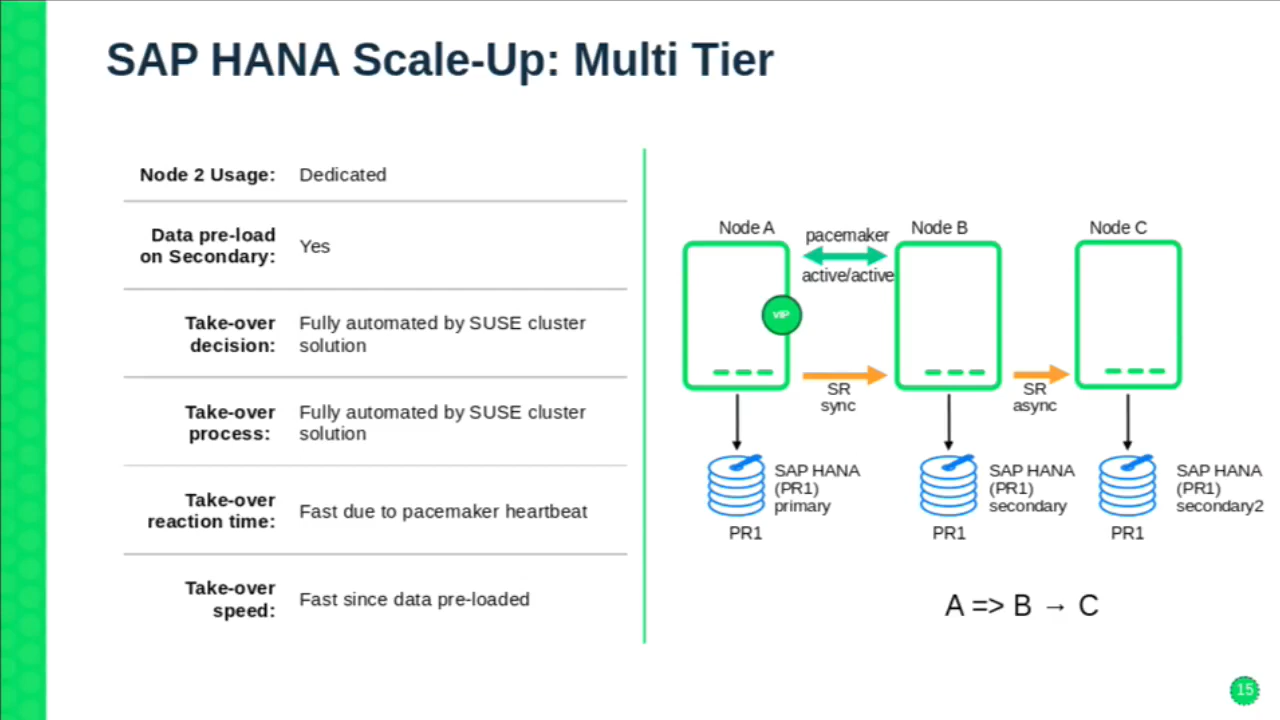 SAP HANA Scale-Up: Multi Tier
Node 2 Usage:
Dedicated
Data pre-load
on Secondary:
Yes
Take-over
decision:
Fully automated by SUSE cluster
solution
Take-over
process:
Fully automated by SUSE cluster
solution
Take-over
reaction time:
Fast due to pacemaker heartbeat
Take-over
speed:
Fast since data pre-loaded
Node A
pacemaker
active/active
Node B
Node C
VIP
SR
sync
SR
async
SAP HANA
(PR1)
primary
PR1
SAP HANA
(PR1)
secondary
PR1
SAP HANA
(PR1)
secondary2
PR1
A => B → C
15